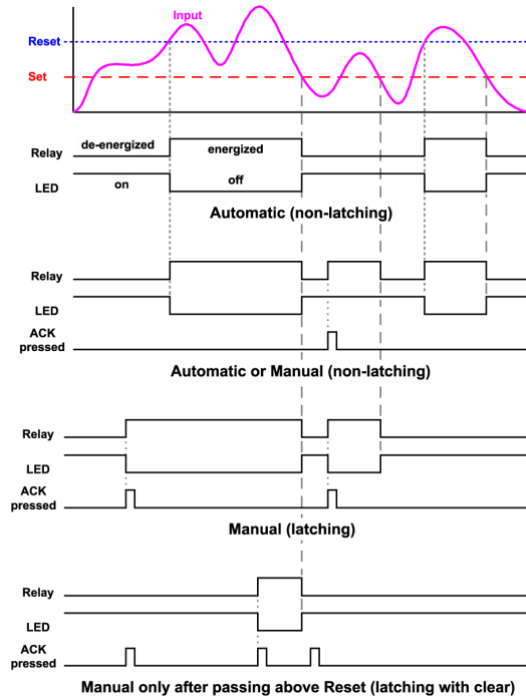 Input
Reset
Set
de-energized energized
Relay
LED
on off
Automatic (non-latching)
Relay
LED
ACK
pressed
Automatic or Manual (non-latching)
Relay
LED
ACK
pressed
Manual (latching)
Relay
LED
ACK
pressed
Manual only after passing above Reset (latching with clear)